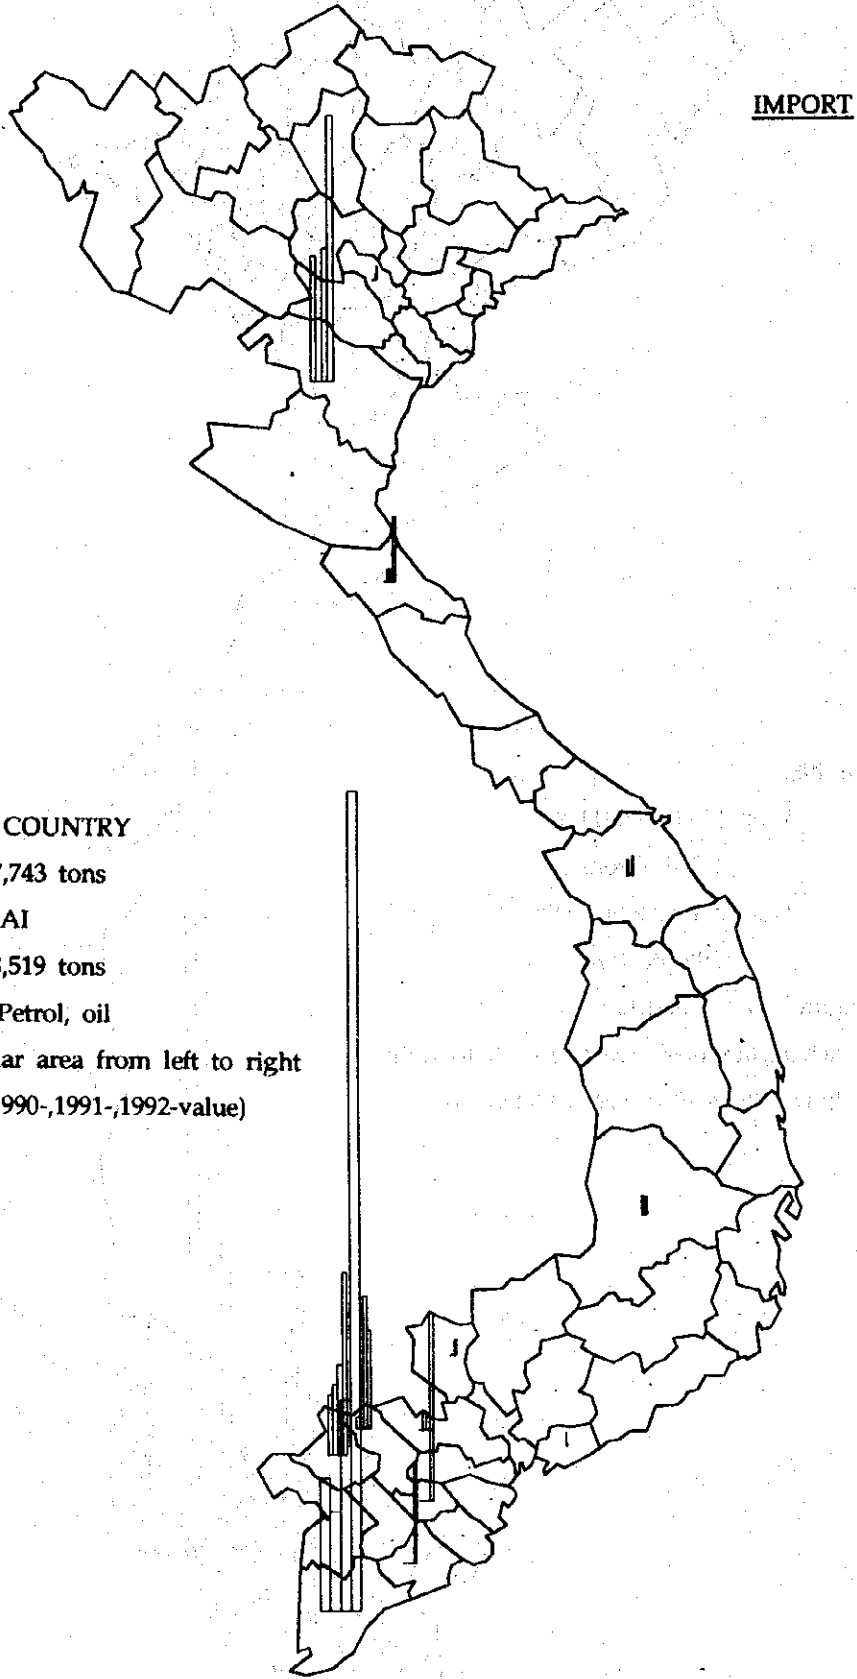 IMPORT
COUNTRY
7,743 tons
AI
,519 tons
Petrol, oil
ar area from left to right
990-,1991-,1992-value)